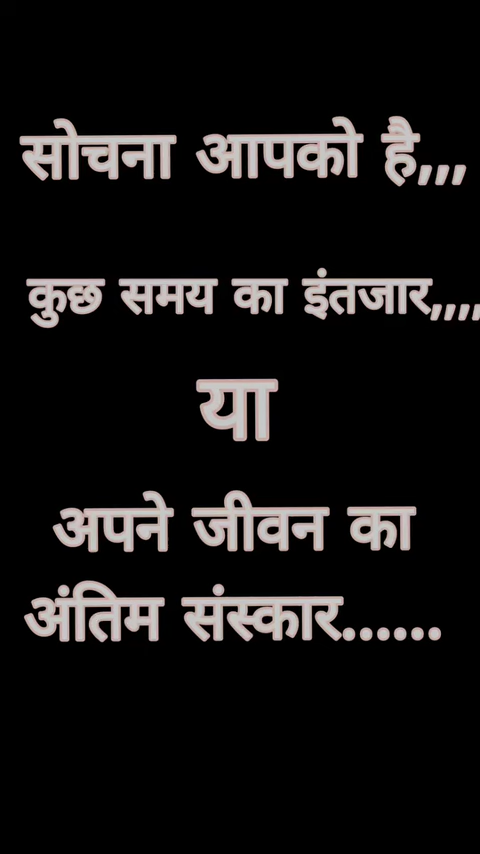 सोचना आपको है,,,
कुछ समय का इंतजार,,,,
या
अपने जीवन का
अंतिम संस्कार......